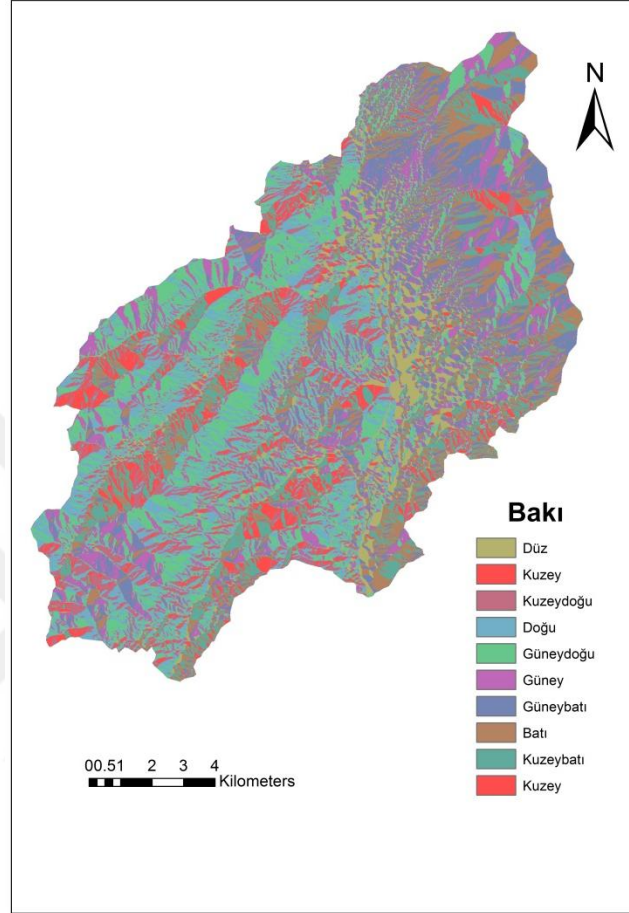 N
Bakı
Düz
Kuzey
Kuzeydoğu
Doğu
Güneydoğu
Güney
Güneybatı
Batı
Kuzeybatı
Kuzey
00.51 2 3 4
Kilometers